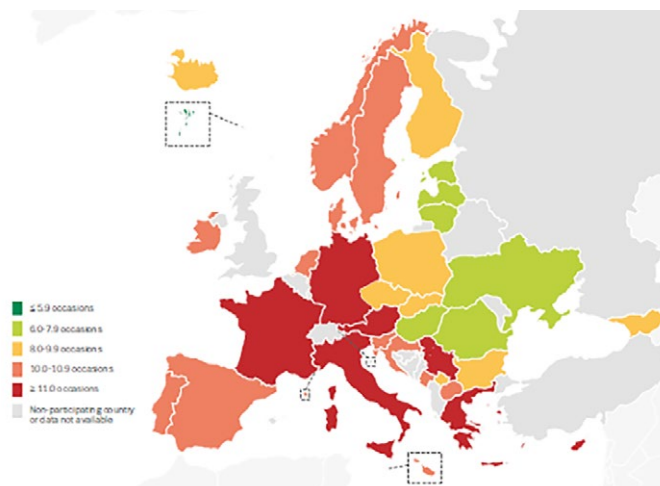 ≤ 5.9 occasions
6.0-7.9 occasions
8.0-9.9 occasions
10.0-10.9 occasions
≥ 11.0 occasions
Non-participating country
or data not available